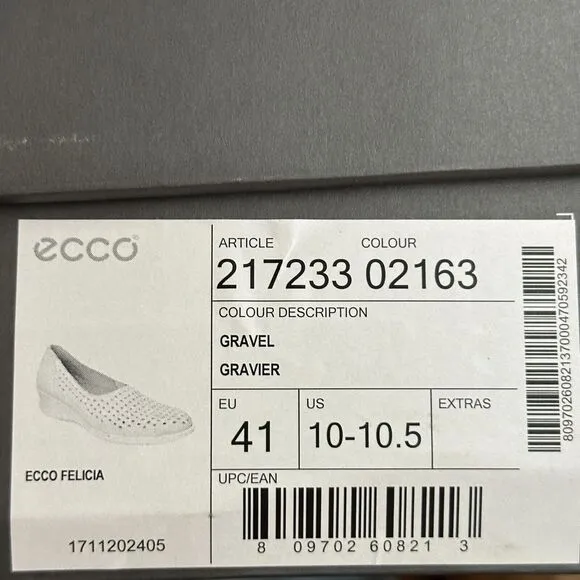 ecco®
ARTICLE COLOUR
217233 02163
COLOUR DESCRIPTION
GRAVEL
GRAVIER
EU US EXTRAS
41 10-10.5
ECCO FELICIA
UPC/EAN
8 09702 60821 3
1711202405
8097026082137000470592342